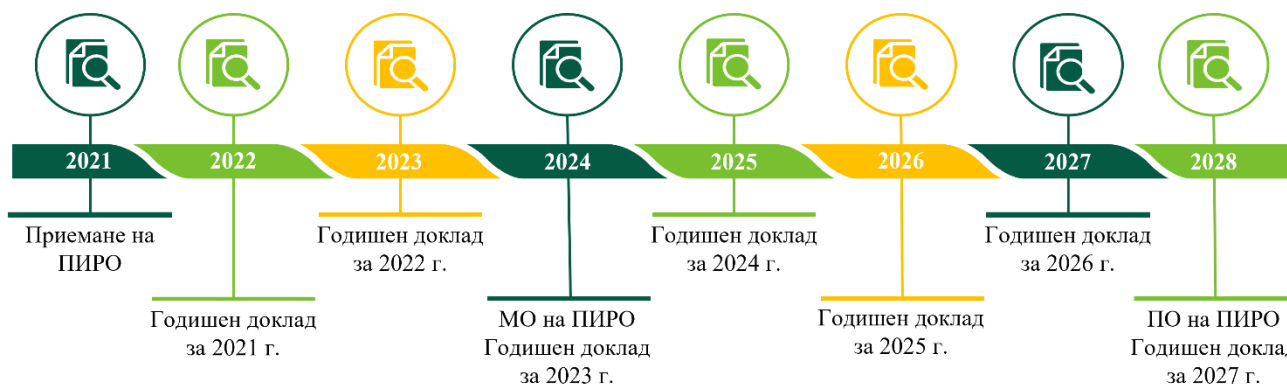 2021
2022
2023
2024
2025
2026
2027
2028
Приемане на
ПИРО
Годишен доклад
за 2022 г.
Годишен доклад
за 2024 г.
Годишен доклад
за 2026 г.
Годишен доклад
за 2021 г.
МО на ПИРО
Годишен доклад
за 2023 г.
Годишен доклад
за 2025 г.
ПО на ПИРО
Годишен доклад
за 2027 г.